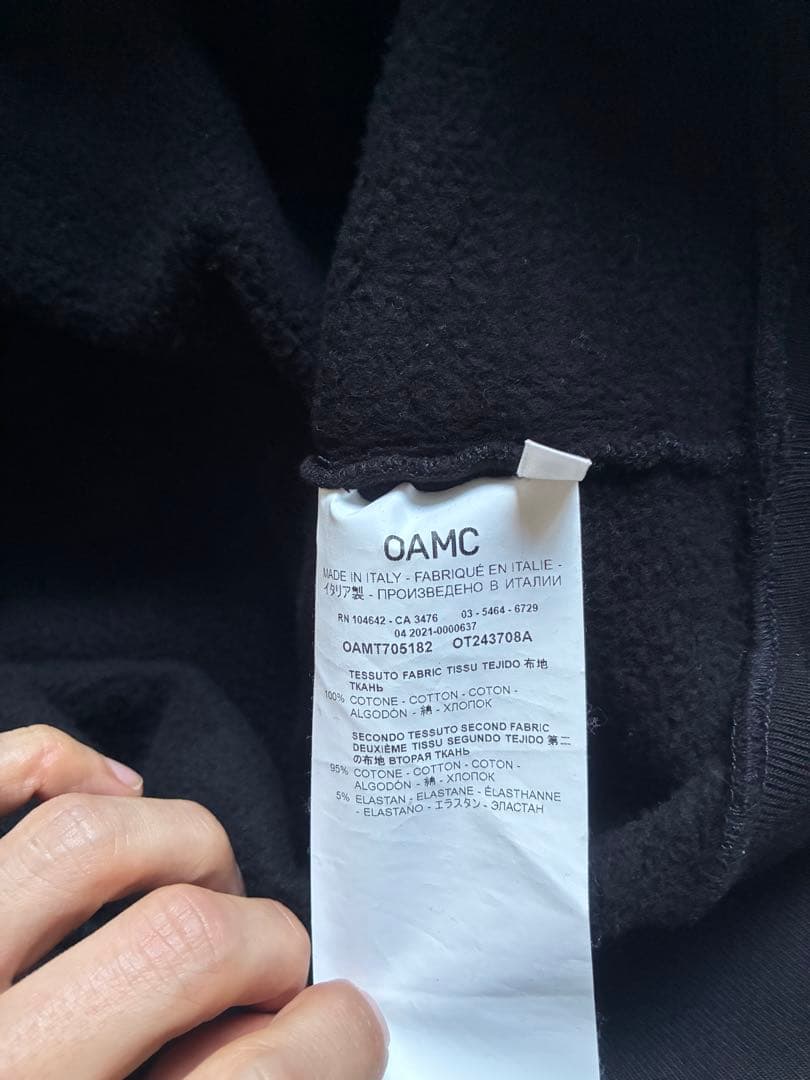 OAMC
MADE IN ITALY - FABRIQUÉ EN ITALIE -
イタリア製 - ПРОИЗВЕДЕНО В ИТАЛИИ
RN 104642 - CA 3476 03 - 5464 - 6729
04 2021-0000637
OAMT705182 OT243708A
TESSUTO FABRIC TISSU TEJIDO 布地
ТКАНЬ
100% COTONE - COTTON - COTON -
ALGODÓN - 綿 - ХЛОПОК
SECONDO TESSUTO SECOND FABRIC
DEUXIÈME TISSU SEGUNDO TEJIDO 第二
の布地 ВТОРАЯ ТКАНЬ
95% COTONE - COTTON - COTON -
ALGODÓN - 綿 - ХЛОПОК
5% ELASTAN - ELASTANE - ÉLASTHANNE
- ELASTANO - エラスタン - ЭЛАСТАН